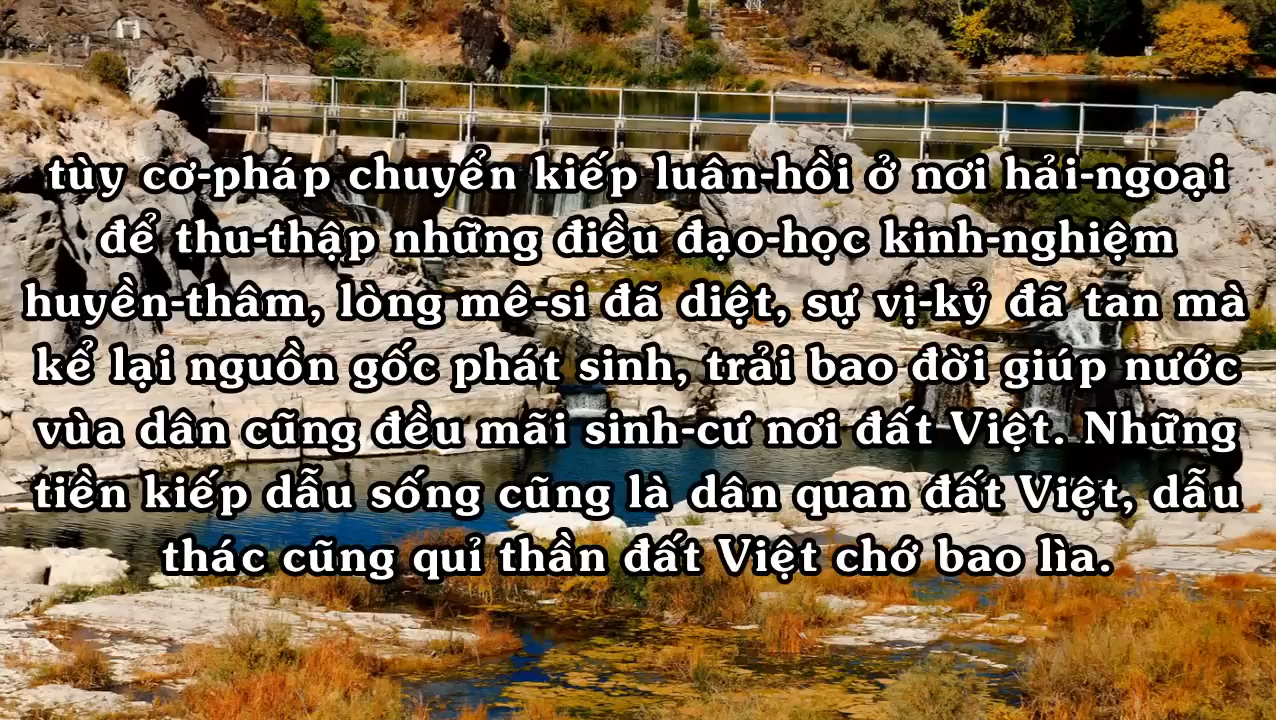 tùy cơ-pháp chuyển kiếp luân-hồi ở nơi hải-ngoại
để thu-thập những điều đạo-học kinh-nghiệm
huyền-thâm, lòng mê-si đã diệt, sự vị-kỷ đã tan mà
kể lại nguồn gốc phát sinh, trải bao đời giúp nước
vùa dân cũng đều mãi sinh-cư nơi đất Việt. Những
tiền kiếp dẫu sống cũng là dân quan đất Việt, dẫu
thác cũng quỉ thần đất Việt chớ bao lìa.